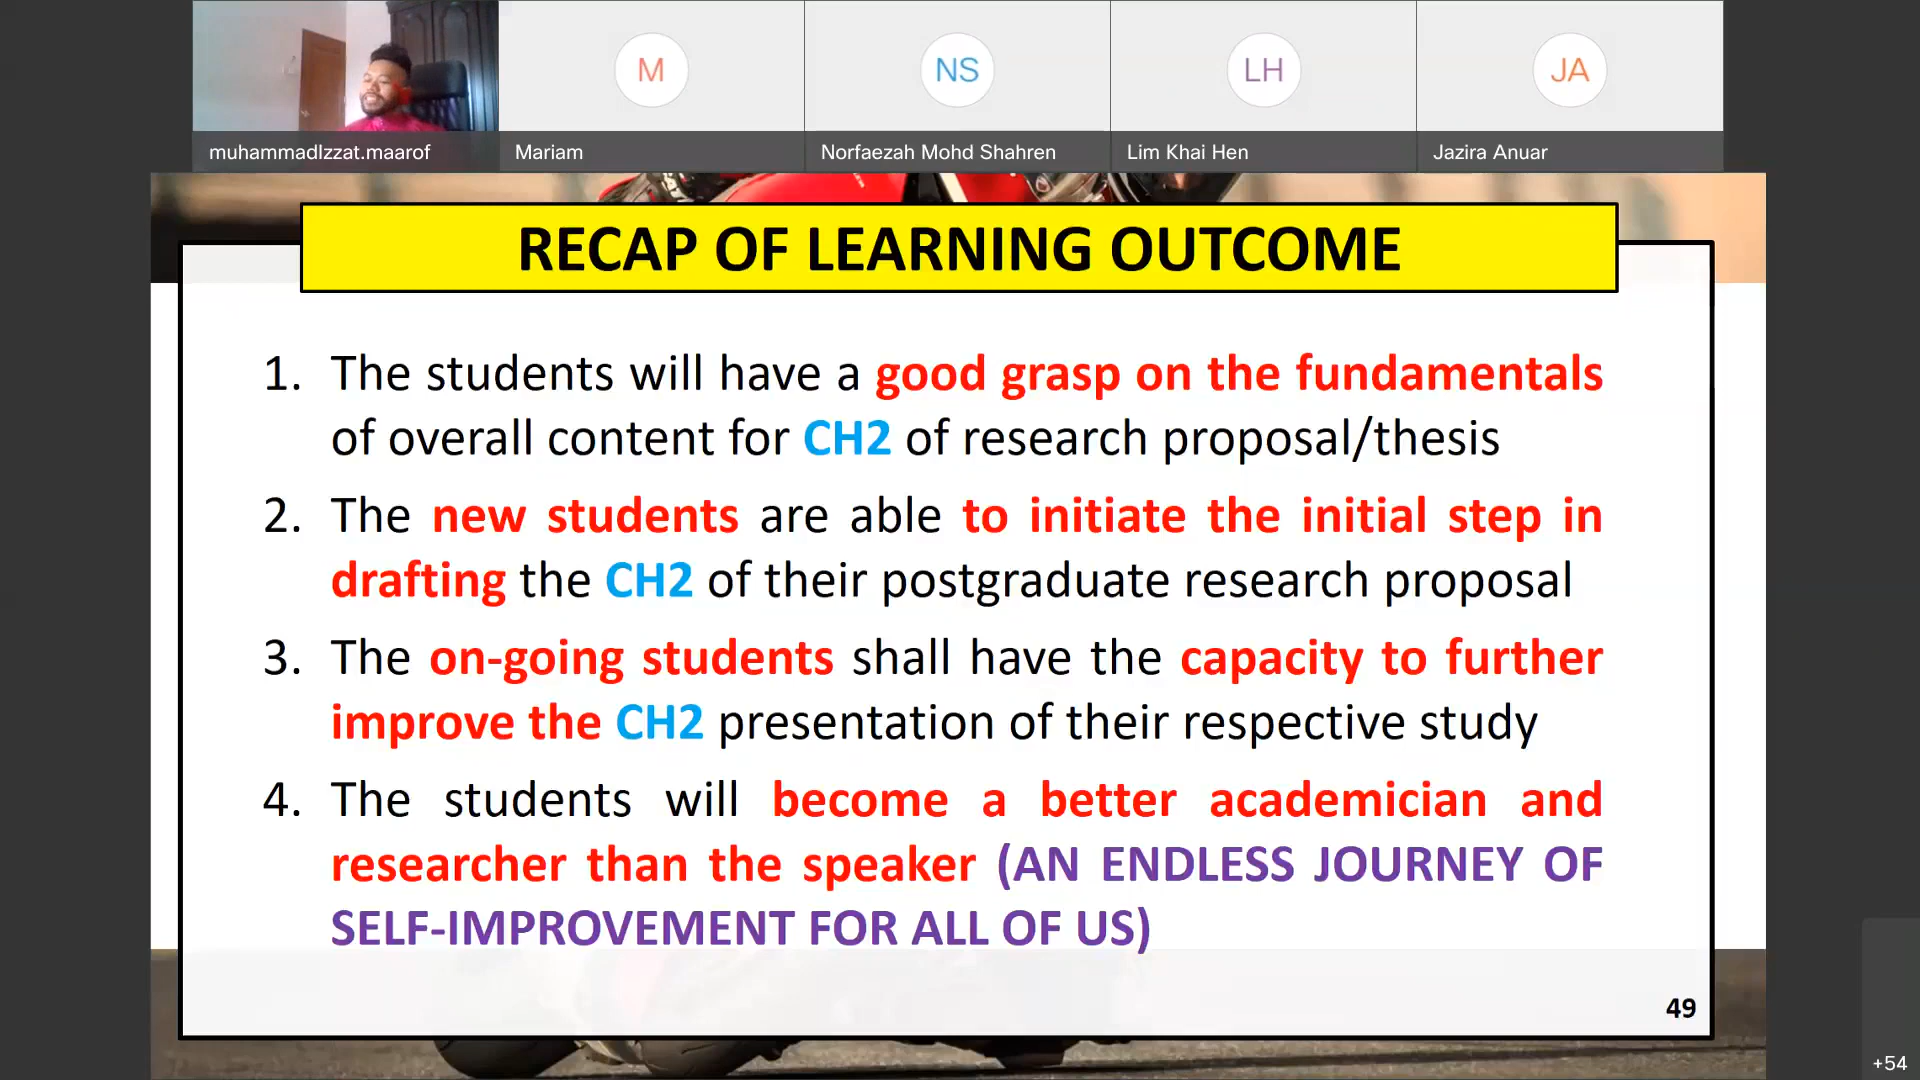 M
NS
LH
JA
muhammadIzzat.maarof
Mariam
Norfaezah Mohd Shahren
Lim Khai Hen
Jazira Anuar
RECAP OF LEARNING OUTCOME
1. The students will have a good grasp on the fundamentals
of overall content for CH2 of research proposal/thesis
2. The new students are able to initiate the initial step in
drafting the CH2 of their postgraduate research proposal
3. The on-going students shall have the capacity to further
improve the CH2 presentation of their respective study
4. The students will become a better academician and
researcher than the speaker (AN ENDLESS JOURNEY OF
SELF-IMPROVEMENT FOR ALL OF US)
49
+54